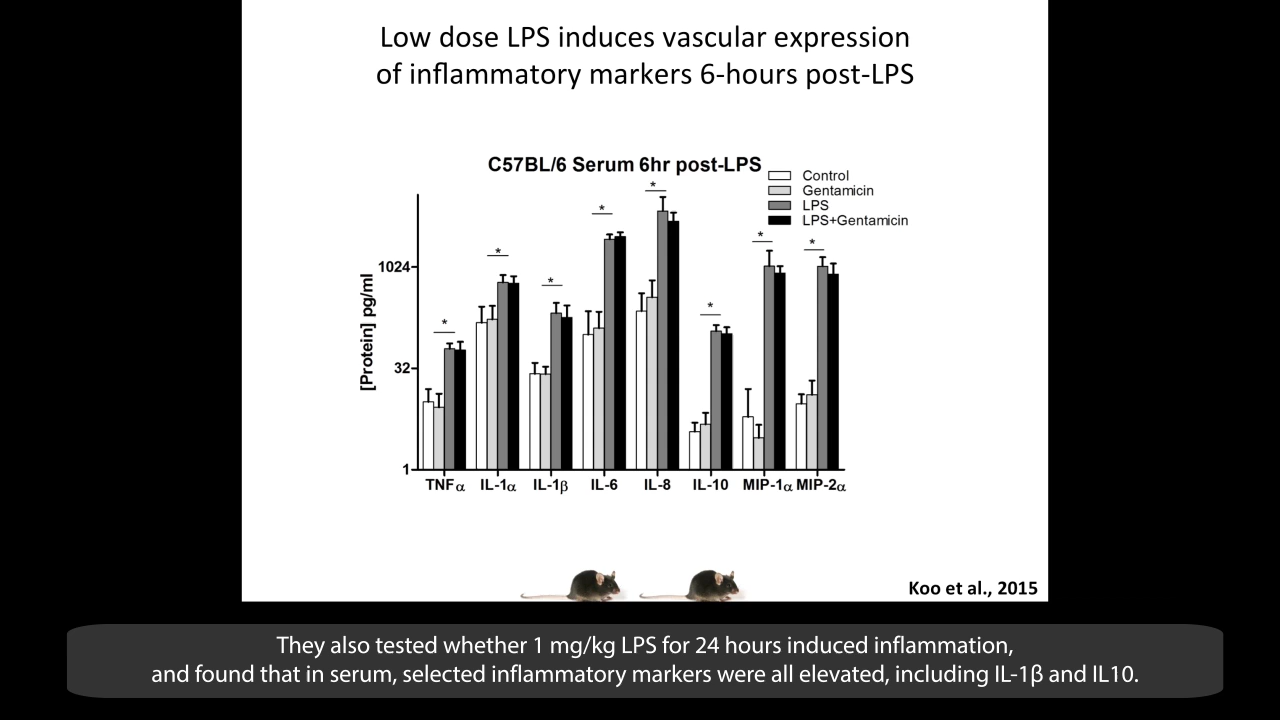 Low dose LPS induces vascular expression
of inflammatory markers 6-hours post-LPS
C57BL/6 Serum 6hr post-LPS
Control
Gentamicin
LPS
LPS+Gentamicin
[Protein] pg/ml
1024
32
1
* * * * * * * *
TNFα IL-1α IL-1β IL-6 IL-8 IL-10 MIP-1α MIP-2α
Koo et al., 2015
They also tested whether 1 mg/kg LPS for 24 hours induced inflammation,
and found that in serum, selected inflammatory markers were all elevated, including IL-1β and IL10.